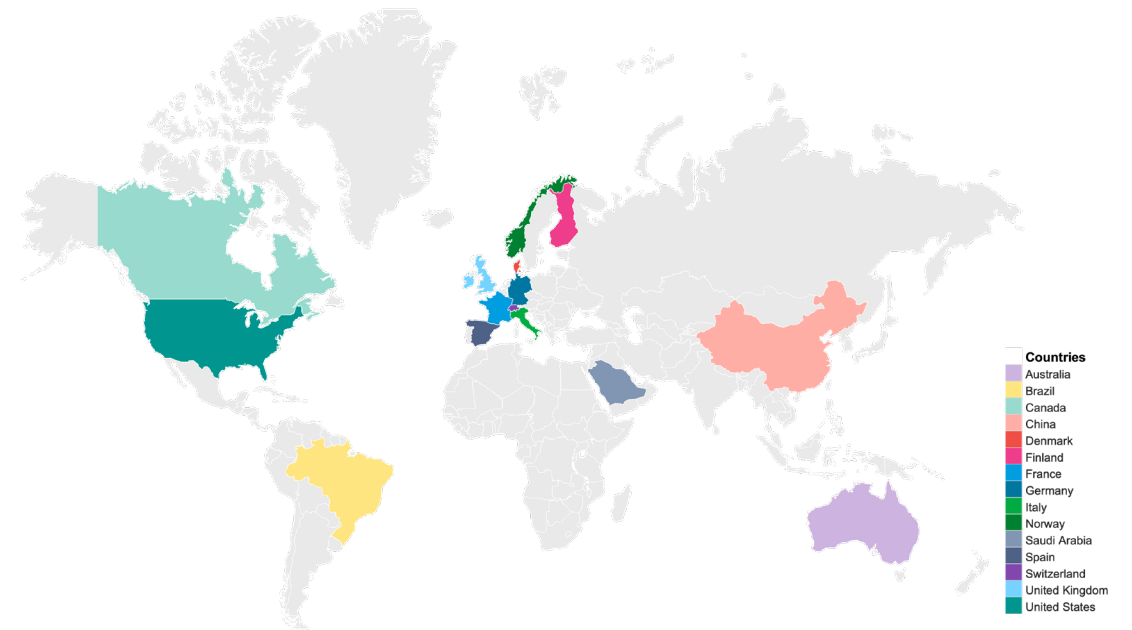 Countries
Australia
Brazil
Canada
China
Denmark
Finland
France
Germany
Italy
Norway
Saudi Arabia
Spain
Switzerland
United Kingdom
United States